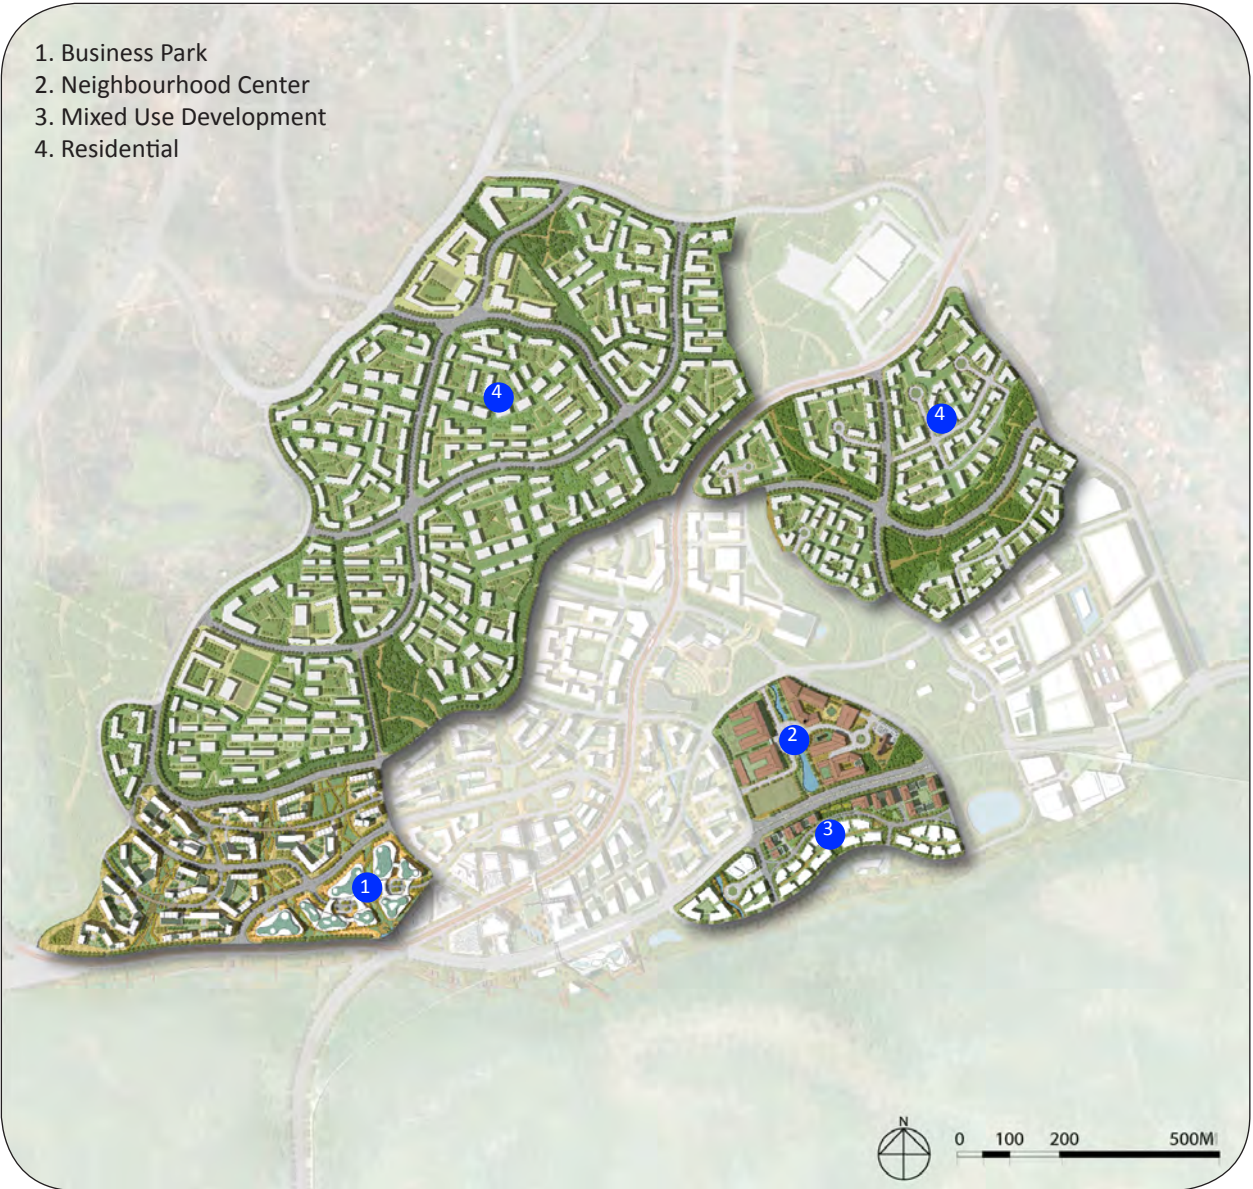 1. Business Park
2. Neighbourhood Center
3. Mixed Use Development
4. Residential
4
4
2
3
1
N
0 100 200 500M